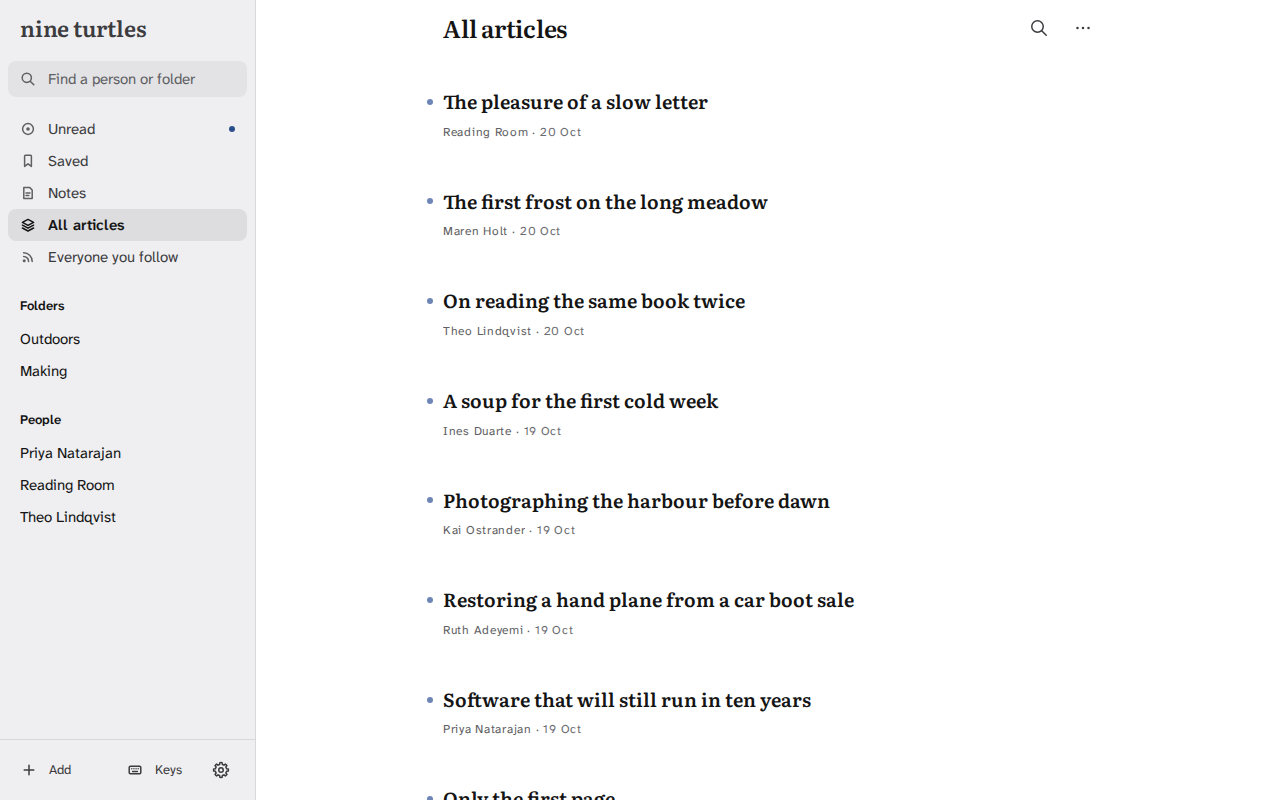 nine turtles
Find a person or folder
Unread
Saved
Notes
All articles
Everyone you follow
Folders
Outdoors
Making
People
Priya Natarajan
Reading Room
Theo Lindqvist
Add
Keys
All articles
The pleasure of a slow letter
Reading Room · 20 Oct
The first frost on the long meadow
Maren Holt · 20 Oct
On reading the same book twice
Theo Lindqvist · 20 Oct
A soup for the first cold week
Ines Duarte · 19 Oct
Photographing the harbour before dawn
Kai Ostrander · 19 Oct
Restoring a hand plane from a car boot sale
Ruth Adeyemi · 19 Oct
Software that will still run in ten years
Priya Natarajan · 19 Oct
Only the first page